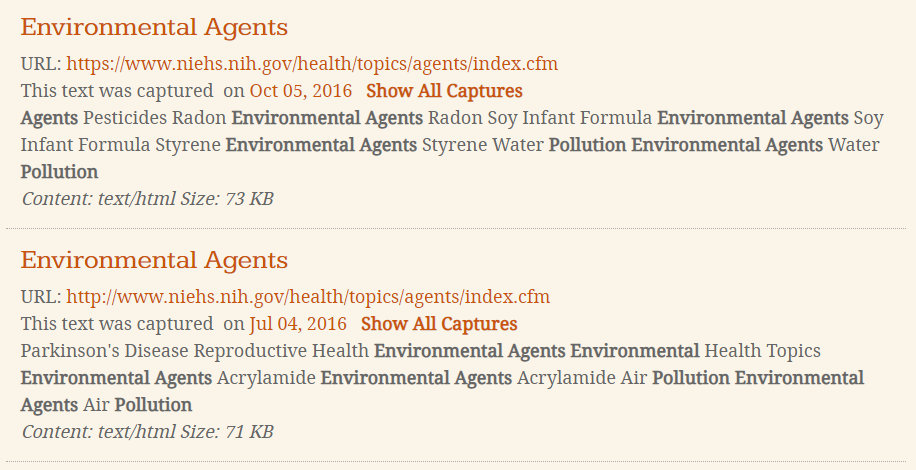 Environmental Agents
URL: https://www.niehs.nih.gov/health/topics/agents/index.cfm
This text was captured on Oct 05, 2016 Show All Captures
Agents Pesticides Radon Environmental Agents Radon Soy Infant Formula Environmental Agents Soy
Infant Formula Styrene Environmental Agents Styrene Water Pollution Environmental Agents Water
Pollution
Content: text/html Size: 73 KB
Environmental Agents
URL: http://www.niehs.nih.gov/health/topics/agents/index.cfm
This text was captured on Jul 04, 2016 Show All Captures
Parkinson's Disease Reproductive Health Environmental Agents Environmental Health Topics
Environmental Agents Acrylamide Environmental Agents Acrylamide Air Pollution Environmental
Agents Air Pollution
Content: text/html Size: 71 KB